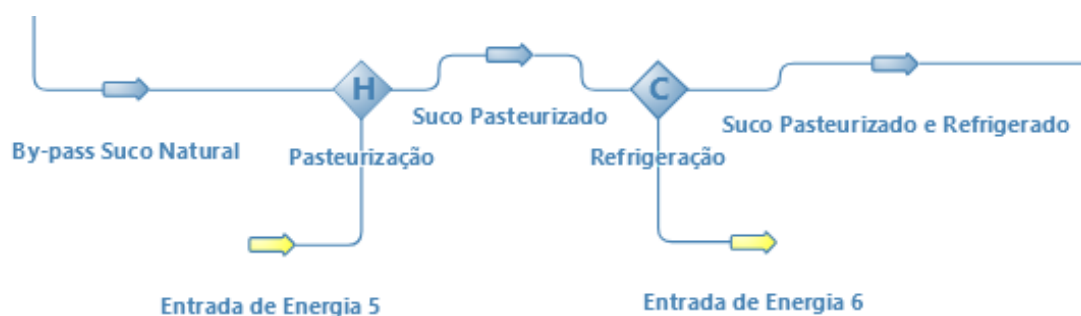 H
C
Suco Pasteurizado
Suco Pasteurizado e Refrigerado
By-pass Suco Natural
Pasteurização
Refrigeração
Entrada de Energia 5
Entrada de Energia 6